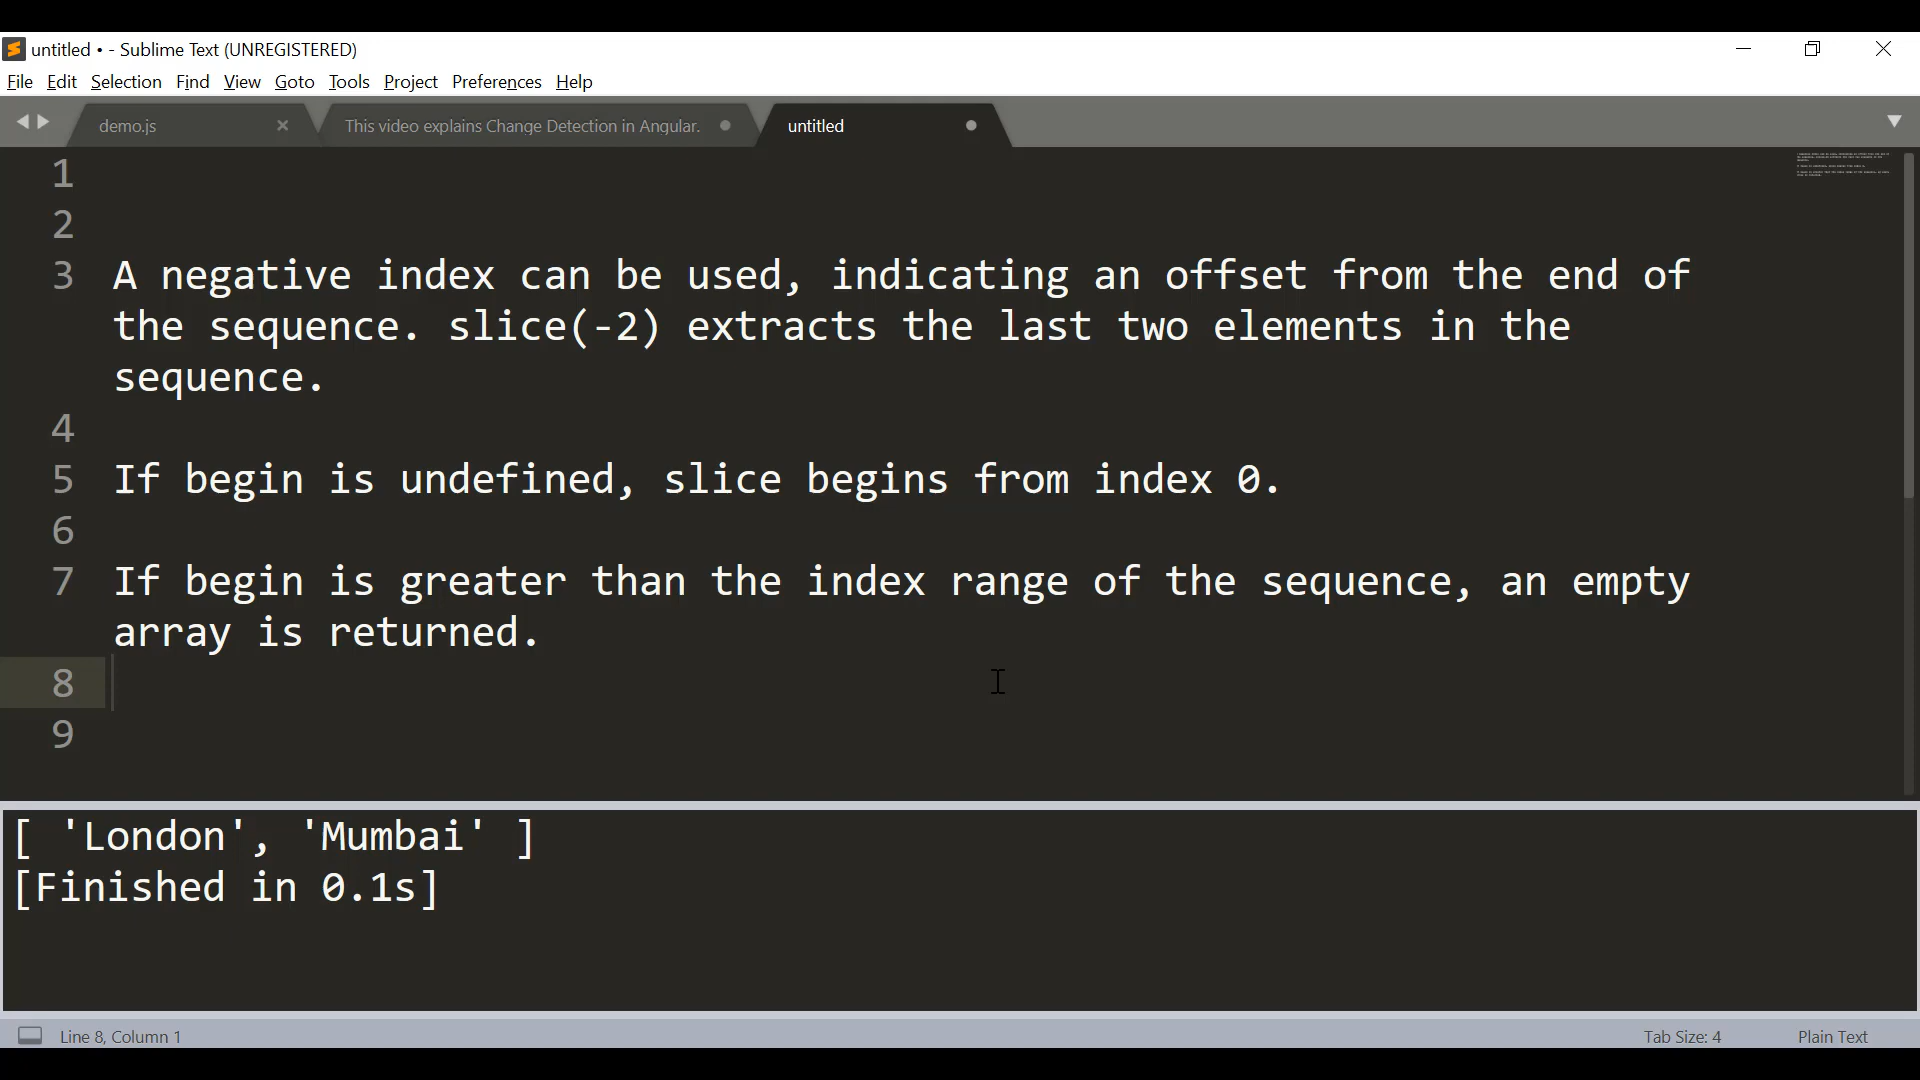 untitled • - Sublime Text (UNREGISTERED)
File Edit Selection Find View Goto Tools Project Preferences Help
demo.js This video explains Change Detection in Angular. untitled
1
2
3 A negative index can be used, indicating an offset from the end of
the sequence. slice(-2) extracts the last two elements in the
sequence.
4
5 If begin is undefined, slice begins from index 0.
6
7 If begin is greater than the index range of the sequence, an empty
array is returned.
8
9
[ 'London', 'Mumbai' ]
[Finished in 0.1s]
Line 8, Column 1 Tab Size: 4 Plain Text